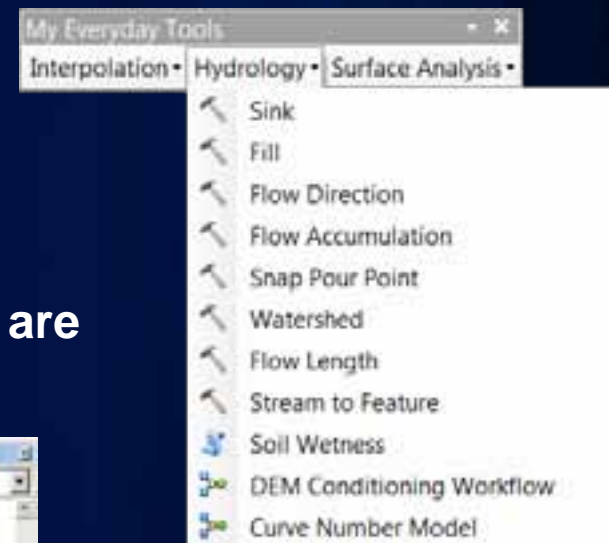 My Everyday Tools
Interpolation Hydrology Surface Analysis
Sink
Fill
Flow Direction
Flow Accumulation
Snap Pour Point
are
Watershed
Flow Length
Stream to Feature
Soil Wetness
DEM Conditioning Workflow
Curve Number Model